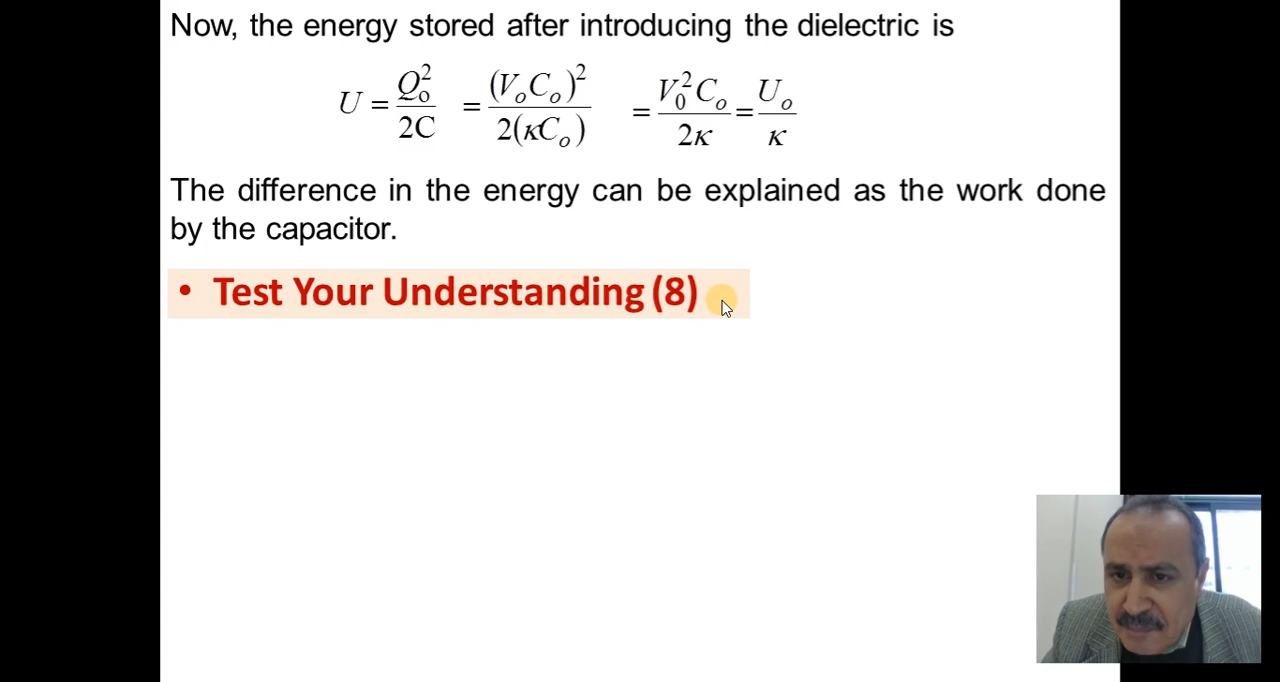 Now, the energy stored after introducing the dielectric is
U = Q₀²/2C = (VₒCₒ)²/2(κCₒ) = V₀²Cₒ/2κ = Uₒ/κ
The difference in the energy can be explained as the work done
by the capacitor.
• Test Your Understanding (8)